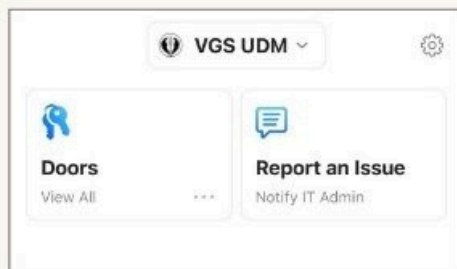 VGS UDM
Doors
View All
Report an Issue
Notify IT Admin